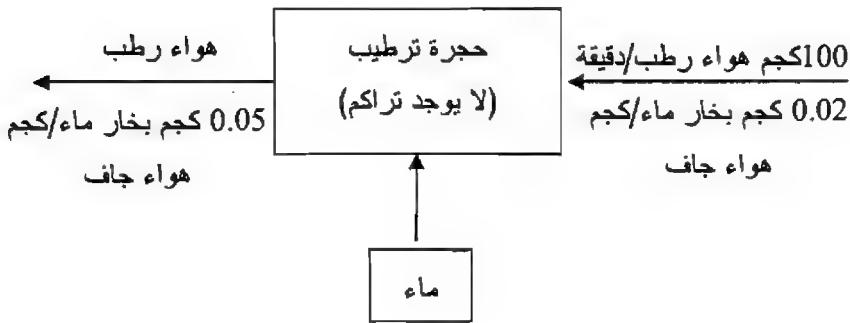 100كجم هواء رطب/دقيقة
0.02 كجم بخار ماء/كجم
هواء جاف
حجرة ترطيب
(لا يوجد تراكم)
هواء رطب
0.05 كجم بخار ماء/كجم
هواء جاف
ماء